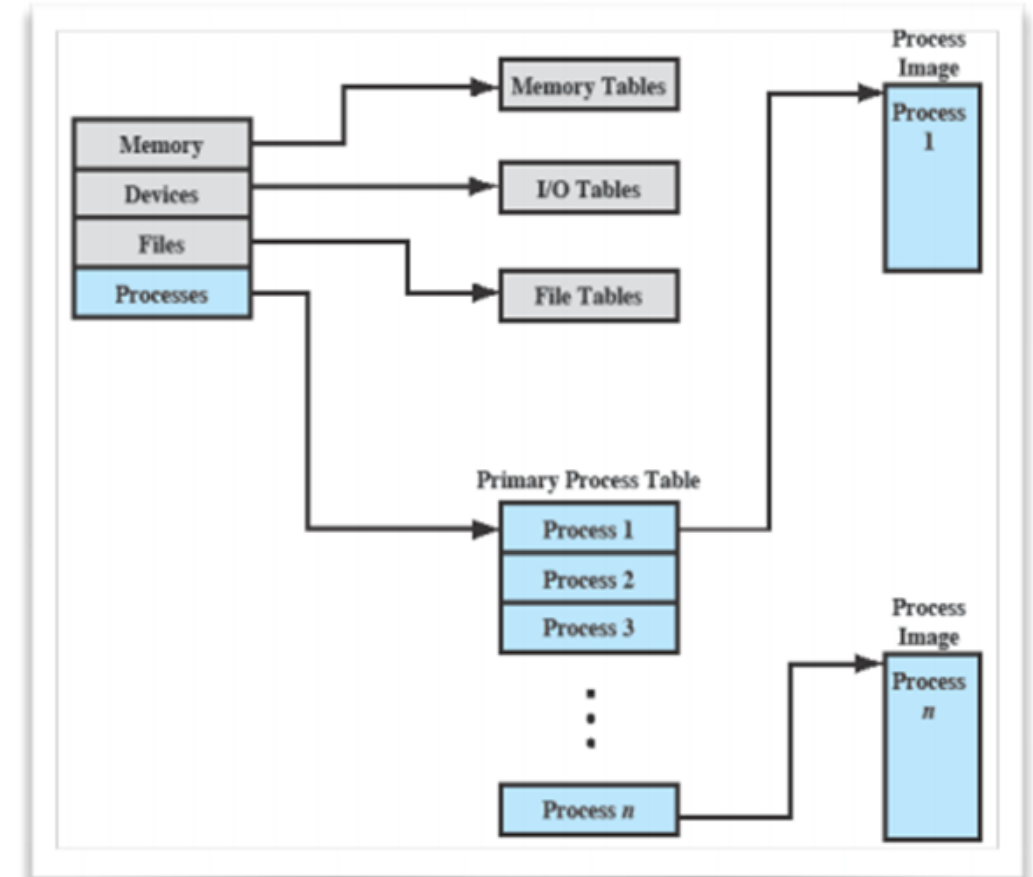 Memory
Devices
Files
Processes
Memory Tables
I/O Tables
File Tables
Primary Process Table
Process 1
Process 2
Process 3
Process n
Process
Image
Process
1
Process
Image
Process
n